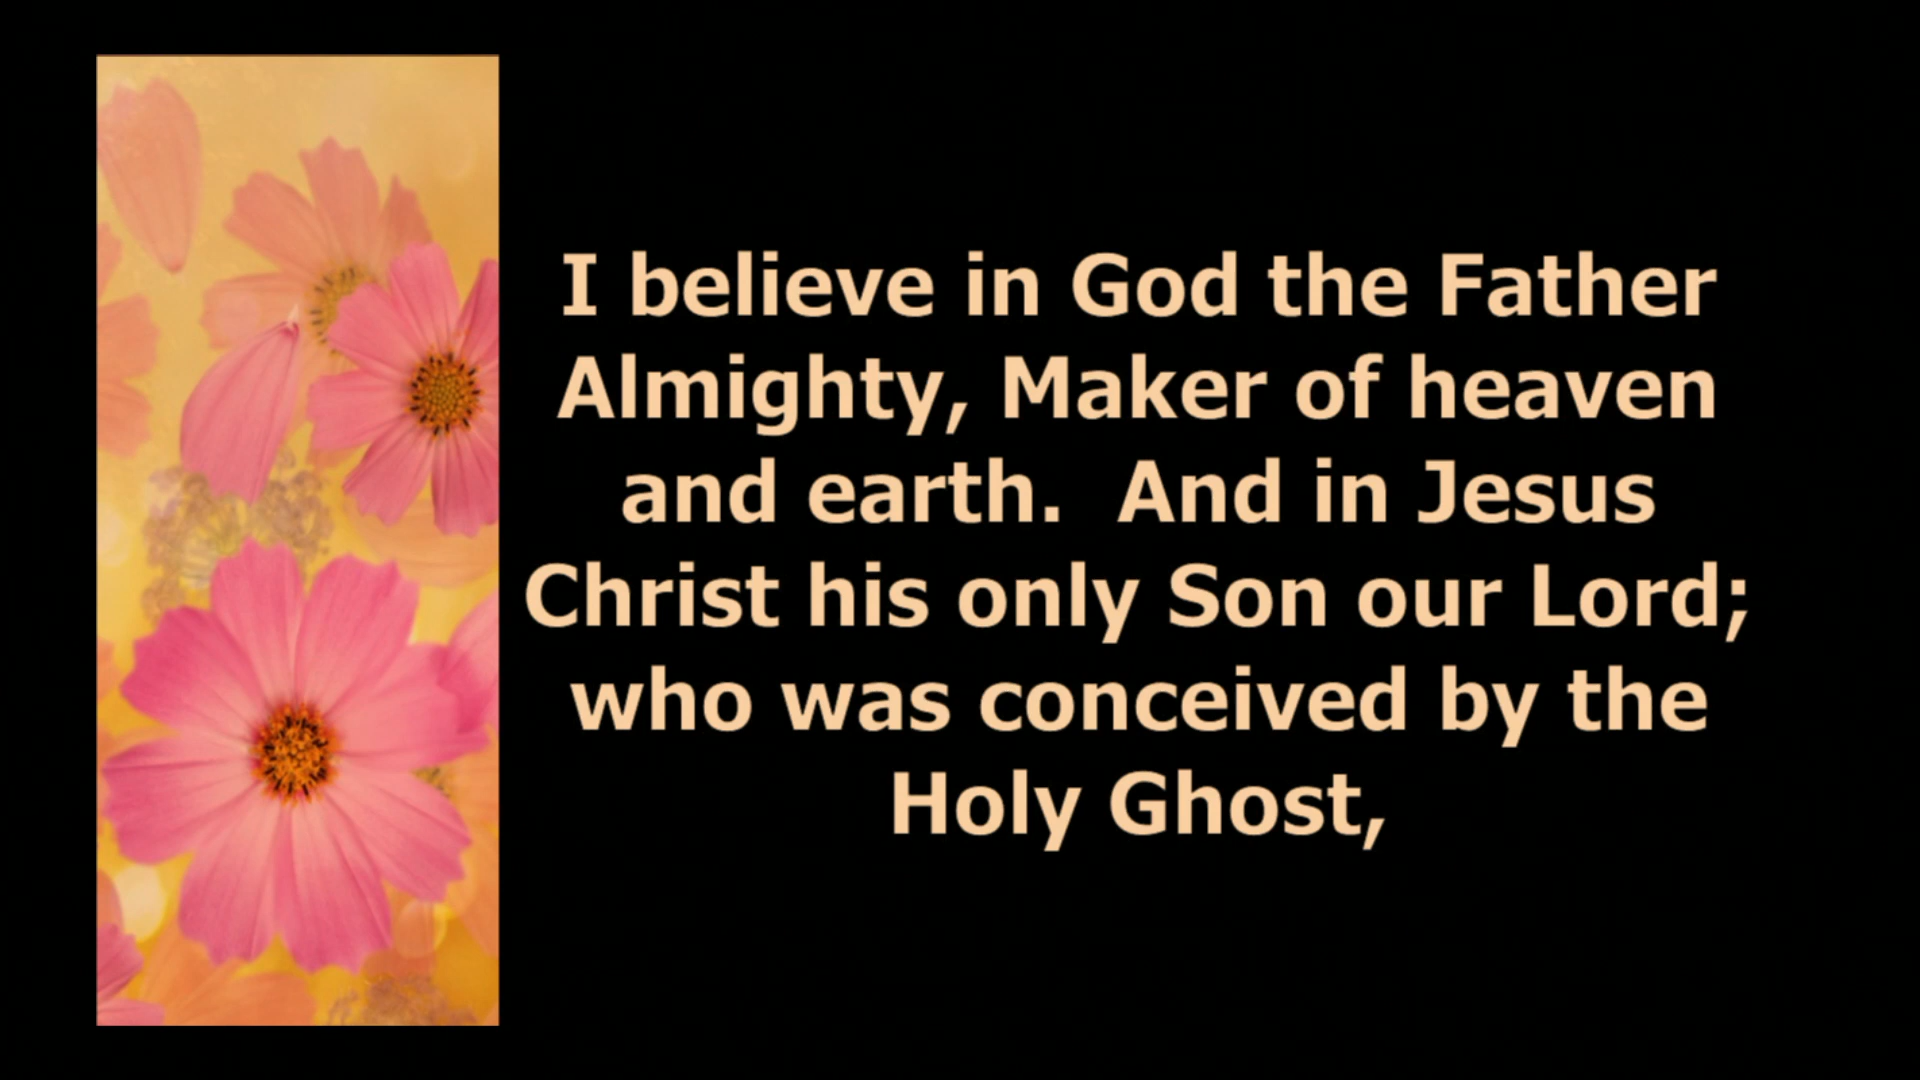 I believe in God the Father
Almighty, Maker of heaven
and earth.  And in Jesus
Christ his only Son our Lord;
who was conceived by the
Holy Ghost,